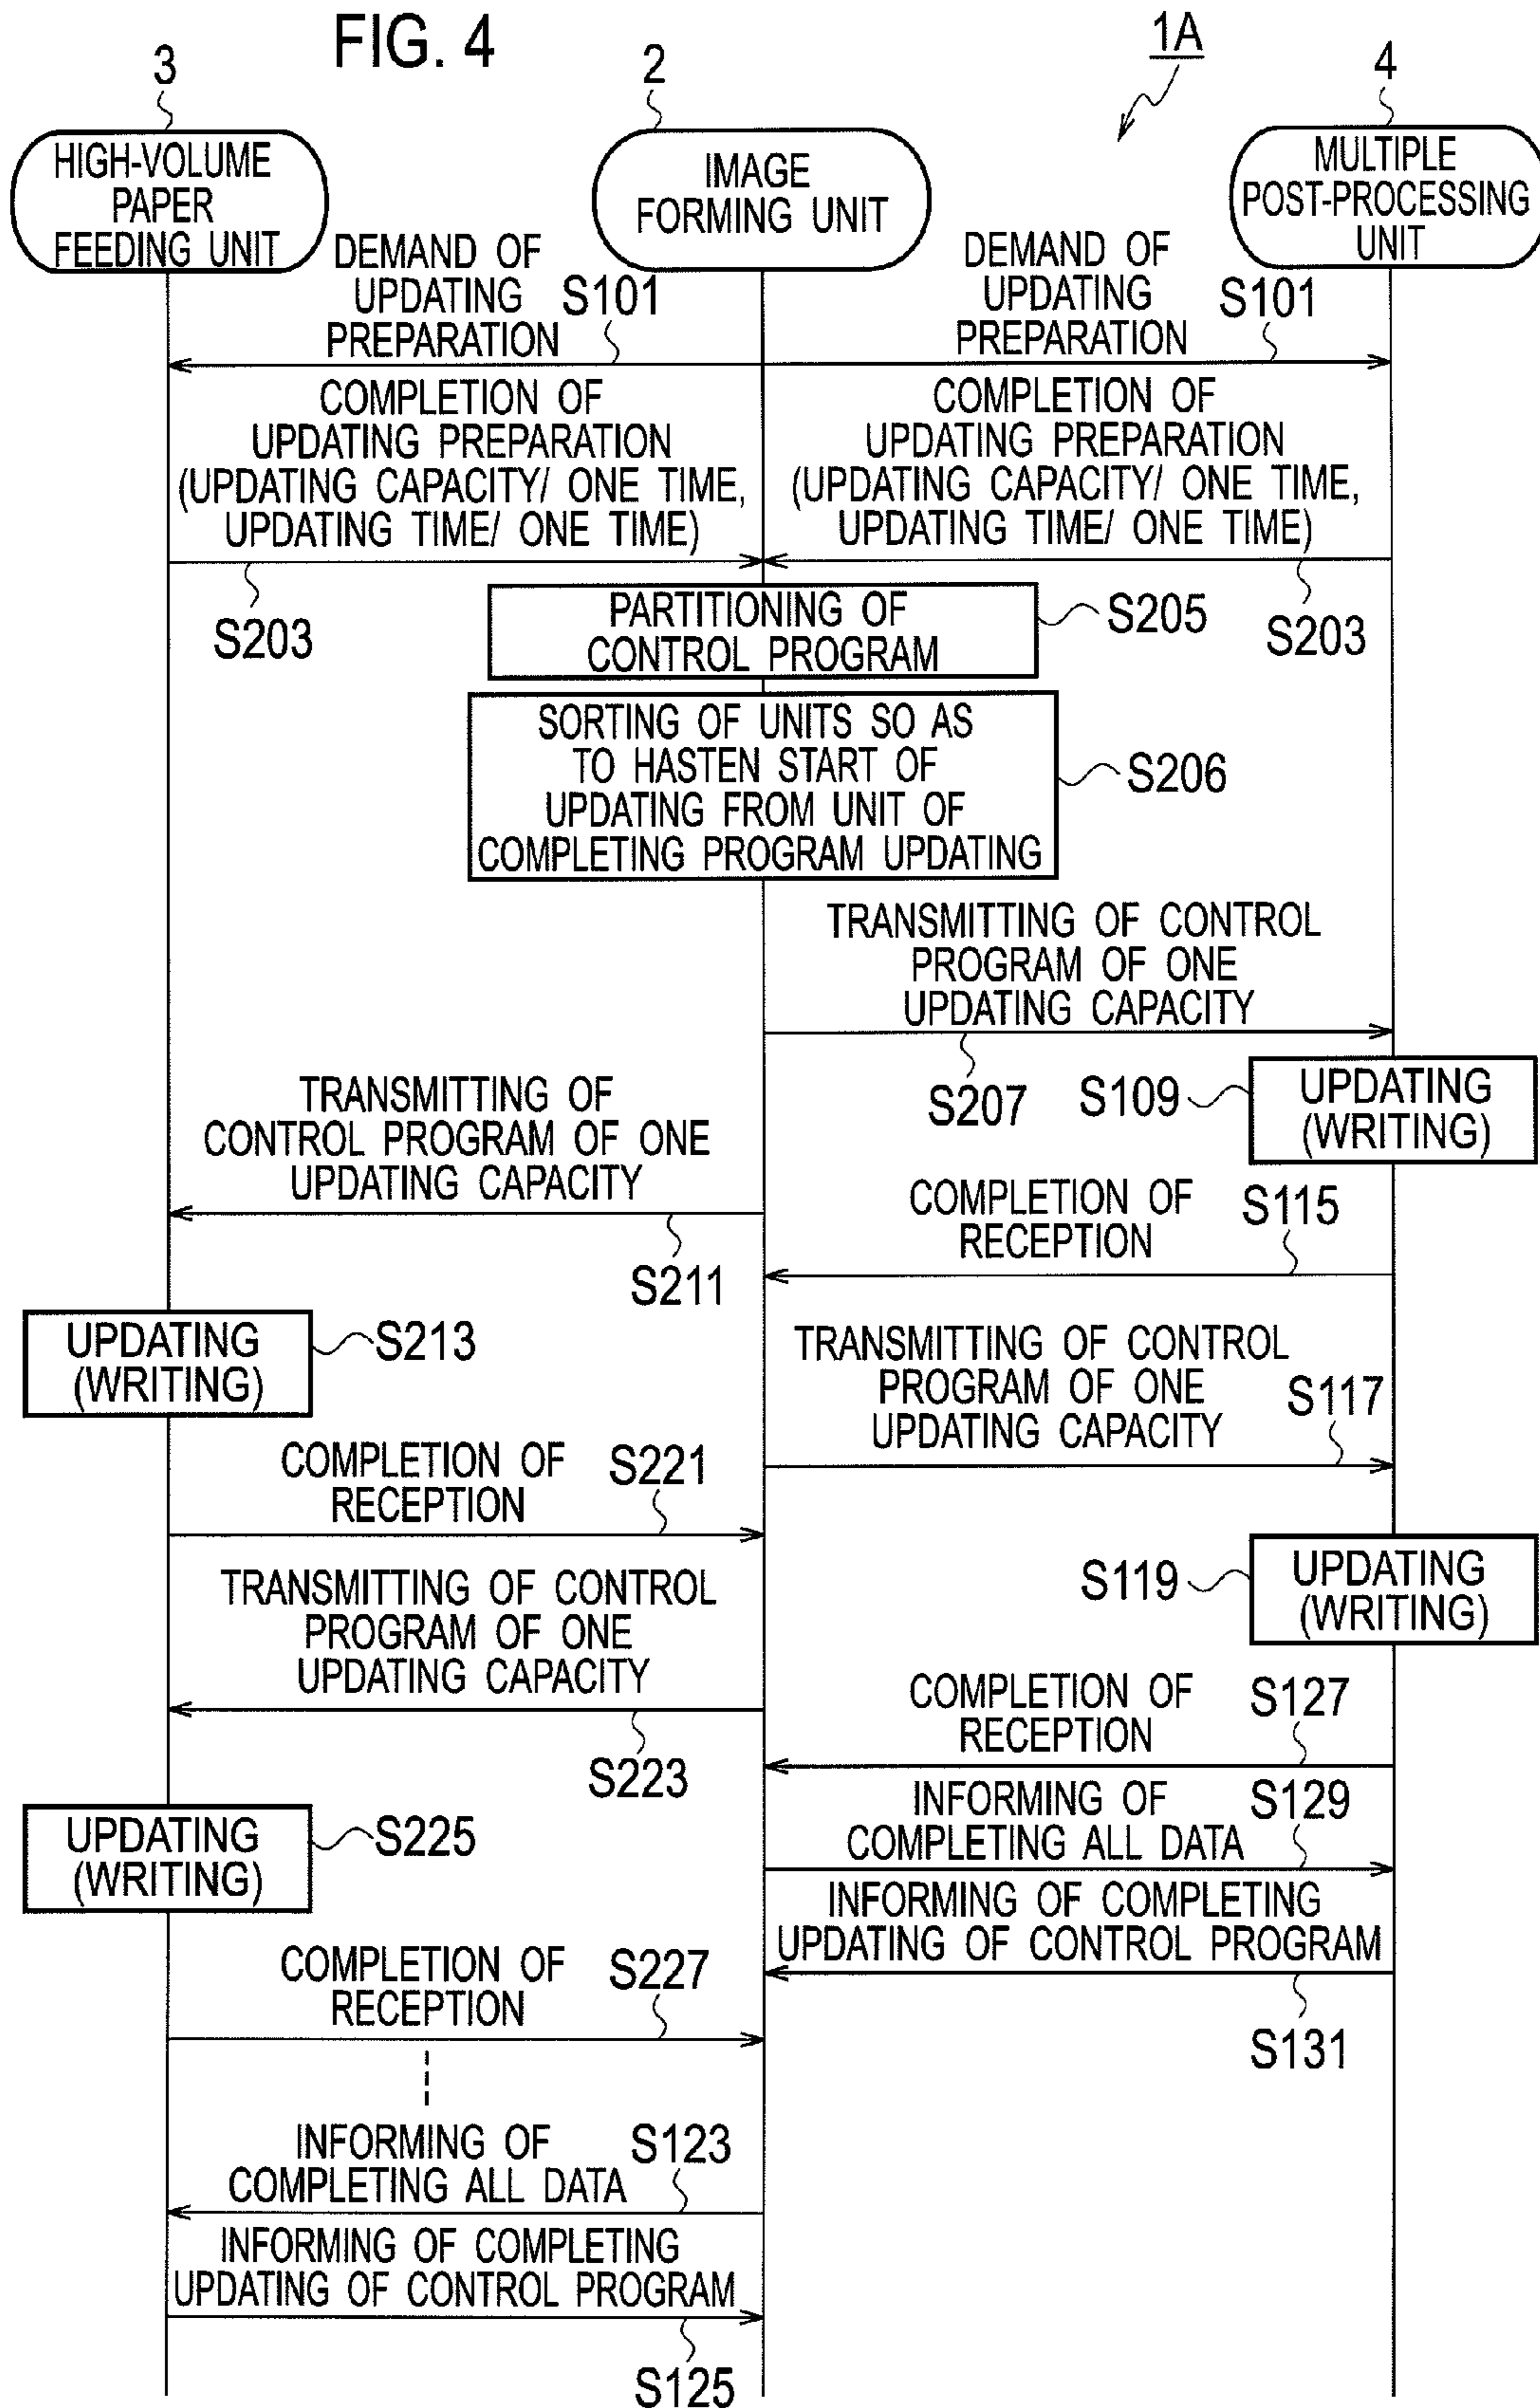 FIG. 4
1A
3
2
4
HIGH-VOLUME
PAPER
FEEDING UNIT
IMAGE
FORMING UNIT
MULTIPLE
POST-PROCESSING
UNIT
DEMAND OF
UPDATING
PREPARATION
S101
DEMAND OF
UPDATING
PREPARATION
S101
COMPLETION OF
UPDATING PREPARATION
(UPDATING CAPACITY/ ONE TIME,
UPDATING TIME/ ONE TIME)
S203
COMPLETION OF
UPDATING PREPARATION
(UPDATING CAPACITY/ ONE TIME,
UPDATING TIME/ ONE TIME)
S203
PARTITIONING OF
CONTROL PROGRAM
S205
SORTING OF UNITS SO AS
TO HASTEN START OF
UPDATING FROM UNIT OF
COMPLETING PROGRAM UPDATING
S206
TRANSMITTING OF CONTROL
PROGRAM OF ONE
UPDATING CAPACITY
S207
S109
UPDATING
(WRITING)
TRANSMITTING OF
CONTROL PROGRAM OF ONE
UPDATING CAPACITY
S211
COMPLETION OF
RECEPTION
S115
UPDATING
(WRITING)
S213
TRANSMITTING OF CONTROL
PROGRAM OF ONE
UPDATING CAPACITY
S117
COMPLETION OF
RECEPTION
S221
S119
UPDATING
(WRITING)
TRANSMITTING OF CONTROL
PROGRAM OF ONE
UPDATING CAPACITY
S223
COMPLETION OF
RECEPTION
S127
INFORMING OF
COMPLETING ALL DATA
S129
UPDATING
(WRITING)
S225
INFORMING OF COMPLETING
UPDATING OF CONTROL PROGRAM
S131
COMPLETION OF
RECEPTION
S227
INFORMING OF
COMPLETING ALL DATA
S123
INFORMING OF COMPLETING
UPDATING OF CONTROL PROGRAM
S125